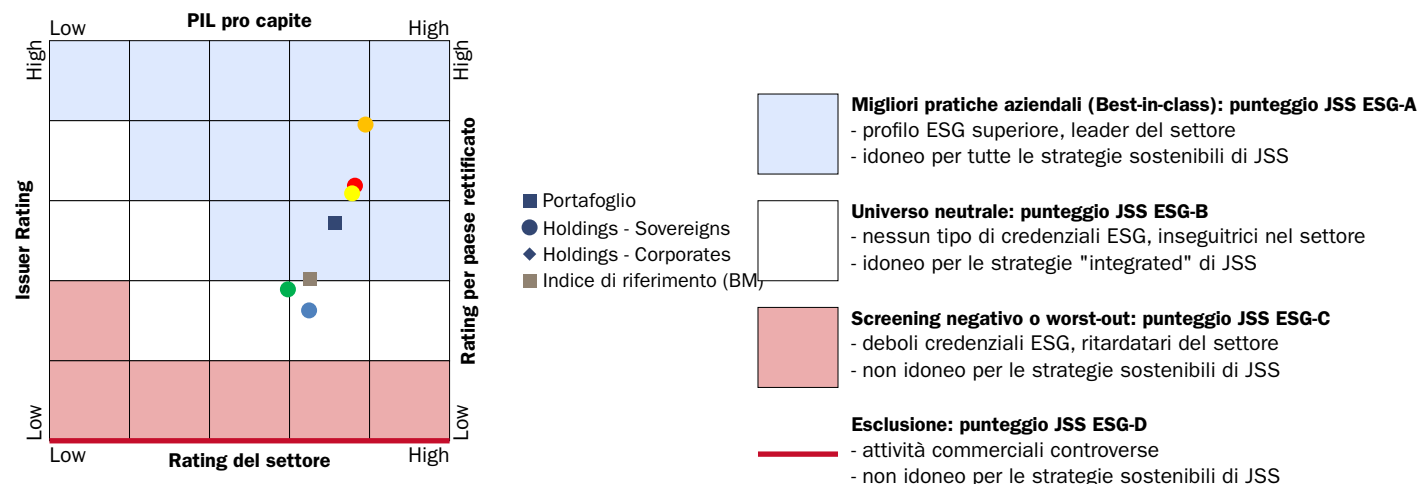 PIL pro capite
Low
High
High
High
Issuer Rating
Rating per paese rettificato
Low
Low
Low
High
Rating del settore
Portafoglio
Holdings - Sovereigns
Holdings - Corporates
Indice di riferimento (BM)
Migliori pratiche aziendali (Best-in-class): punteggio JSS ESG-A
- profilo ESG superiore, leader del settore
- idoneo per tutte le strategie sostenibili di JSS
Universo neutrale: punteggio JSS ESG-B
- nessun tipo di credenziali ESG, inseguitrici nel settore
- idoneo per le strategie "integrated" di JSS
Screening negativo o worst-out: punteggio JSS ESG-C
- deboli credenziali ESG, ritardatari del settore
- non idoneo per le strategie sostenibili di JSS
Esclusione: punteggio JSS ESG-D
- attività commerciali controverse
- non idoneo per le strategie sostenibili di JSS